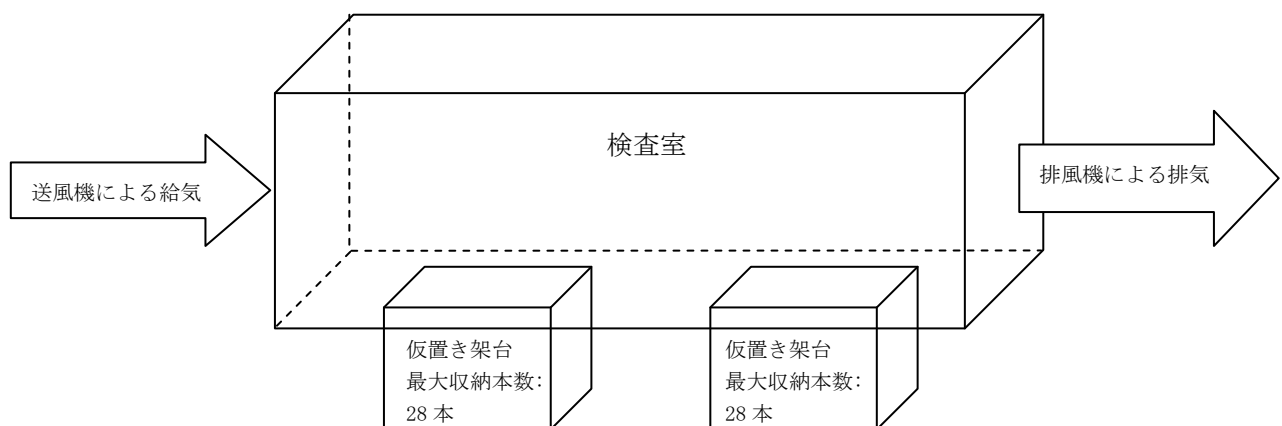 検査室
送風機による給気
排風機による排気
仮置き架台
最大収納本数:
28 本
仮置き架台
最大収納本数:
28 本